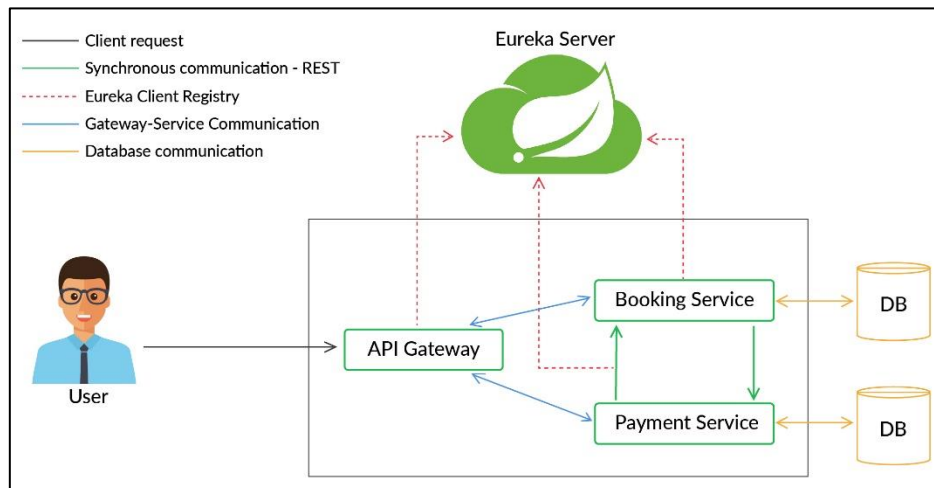 Client request
Synchronous communication - REST
Eureka Client Registry
Gateway-Service Communication
Database communication
Eureka Server
User
API Gateway
Booking Service
Payment Service
DB
DB